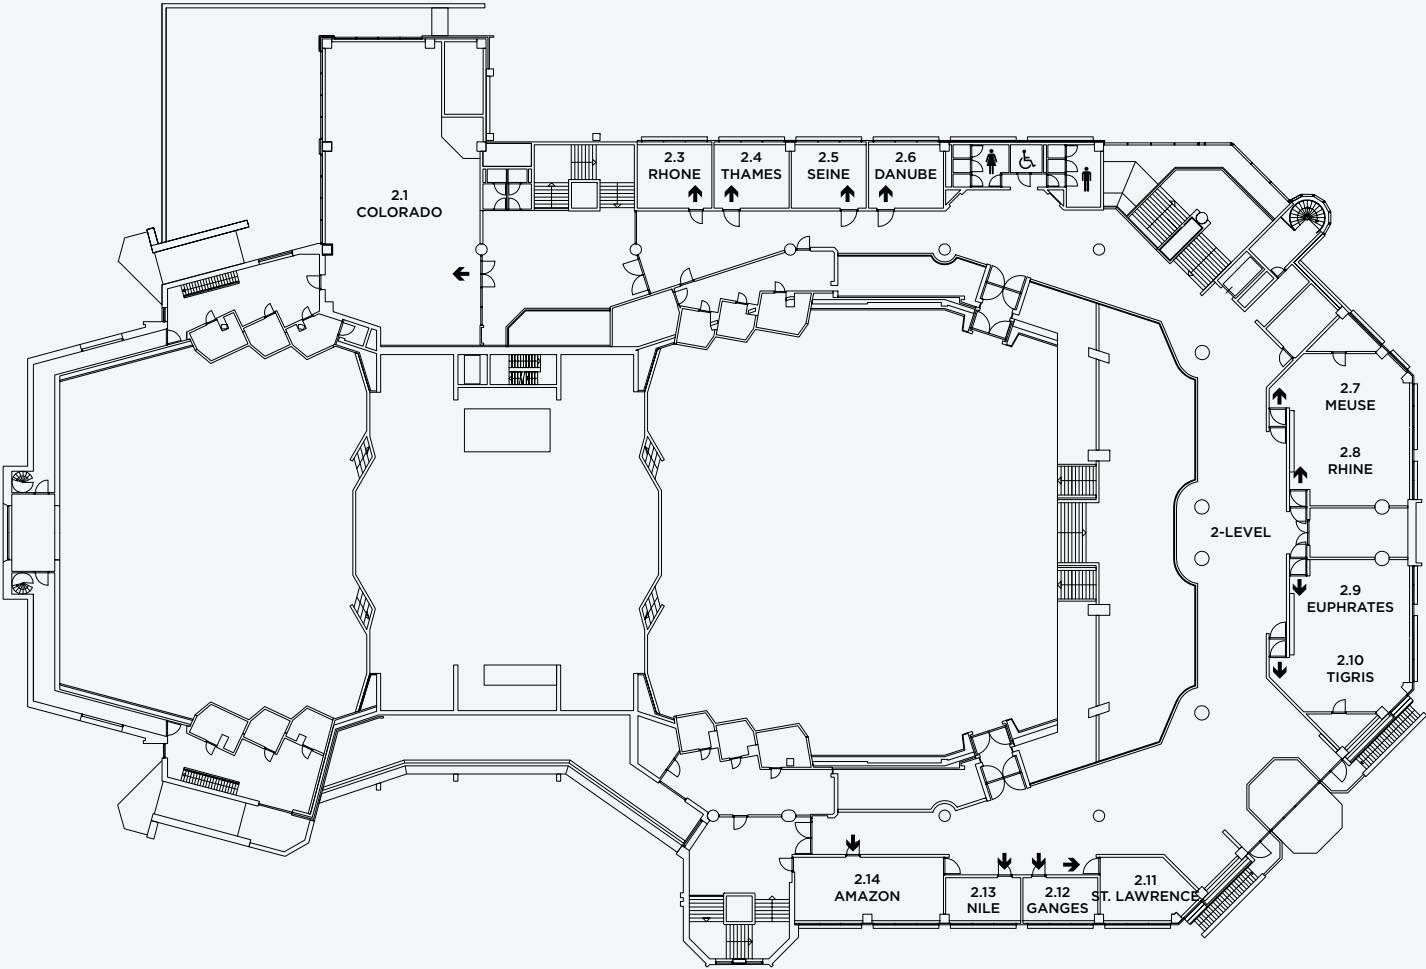 2.1
COLORADO
2.3
RHONE
2.4
THAMES
2.5
SEINE
2.6
DANUBE
2.7
MEUSE
2.8
RHINE
2-LEVEL
2.9
EUPHRATES
2.10
TIGRIS
2.14
AMAZON
2.13
NILE
2.12
GANGES
2.11
ST. LAWRENCE